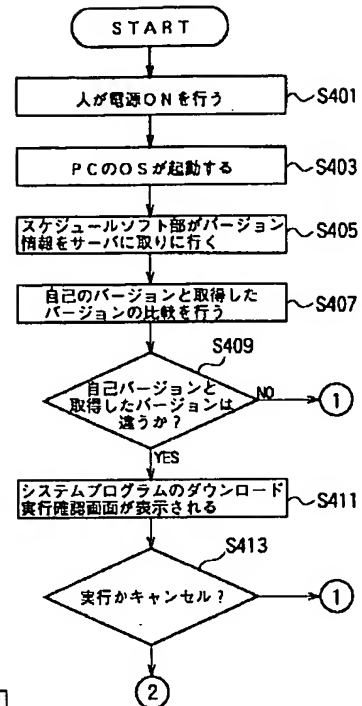 START
人が電源ONを行う
S401
PCのOSが起動する
S403
スケジュールソフト部がバージョン
情報をサーバに取りに行く
S405
自己のバージョンと取得した
バージョンの比較を行う
S407
S409
自己バージョンと
取得したバージョンは
違うか?
NO
1
YES
システムプログラムのダウンロード
実行確認画面が表示される
S411
S413
実行かキャンセル?
1
2